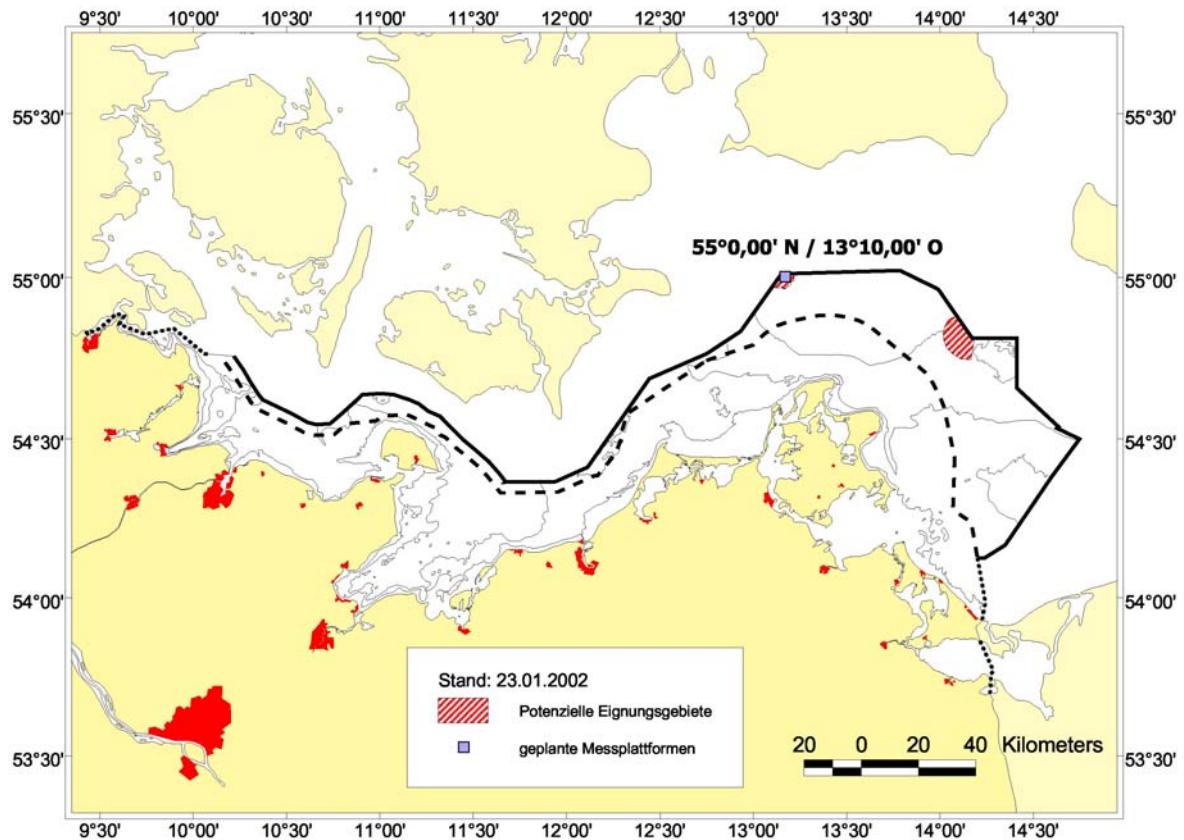 9°30' 10°00' 10°30' 11°00' 11°30' 12°00' 12°30' 13°00' 13°30' 14°00' 14°30'
55°30' 55°30'
55°0,00' N / 13°10,00' O
55°00' 55°00'
54°30' 54°30'
54°00' 54°00'
Stand: 23.01.2002
Potenzielle Eignungsgebiete
geplante Messplattformen
20 0 20 40 Kilometers
53°30' 53°30'
9°30' 10°00' 10°30' 11°00' 11°30' 12°00' 12°30' 13°00' 13°30' 14°00' 14°30'